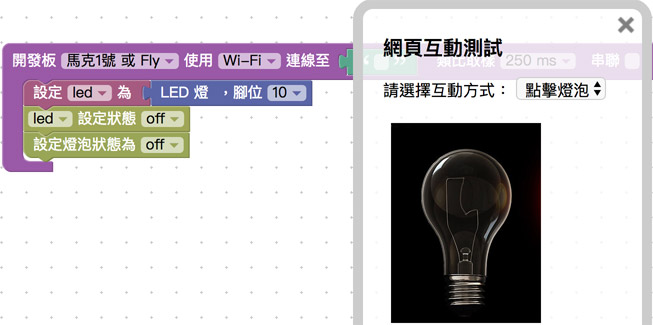 開發板 馬克1號 或 Fly 使用 Wi-Fi 連線至 “ ” 類比取樣 250 ms 串聯
設定 led 為 LED 燈 ,腳位 10
led 設定狀態 off
設定燈泡狀態為 off
網頁互動測試
請選擇互動方式： 點擊燈泡